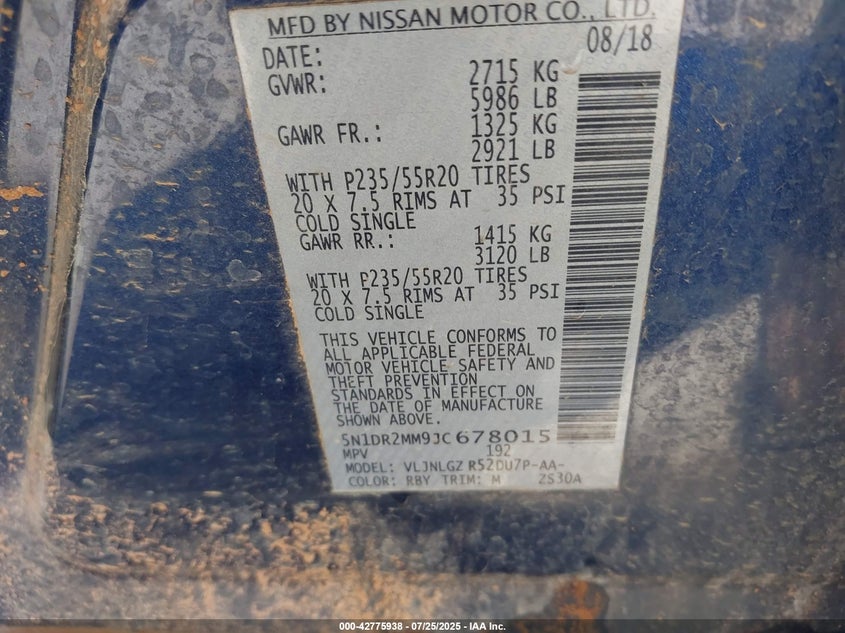 MFD BY NISSAN MOTOR CO., LTD.
DATE: 08/18
GVWR: 2715 KG
5986 LB
GAWR FR.: 1325 KG
2921 LB
WITH P235/55R20 TIRES
20 X 7.5 RIMS AT 35 PSI
COLD SINGLE
GAWR RR.: 1415 KG
3120 LB
WITH P235/55R20 TIRES
20 X 7.5 RIMS AT 35 PSI
COLD SINGLE
THIS VEHICLE CONFORMS TO
ALL APPLICABLE FEDERAL
MOTOR VEHICLE SAFETY AND
THEFT PREVENTION
STANDARDS IN EFFECT ON
THE DATE OF MANUFACTURE
SHOWN ABOVE.
5N1DR2MM9JC678015
MPV 192
MODEL: VLJNLGZ R52DU7P-AA-
COLOR: RBY TRIM: M ZS30A
000-42775938 | 07/25/2025 - IAA Inc.